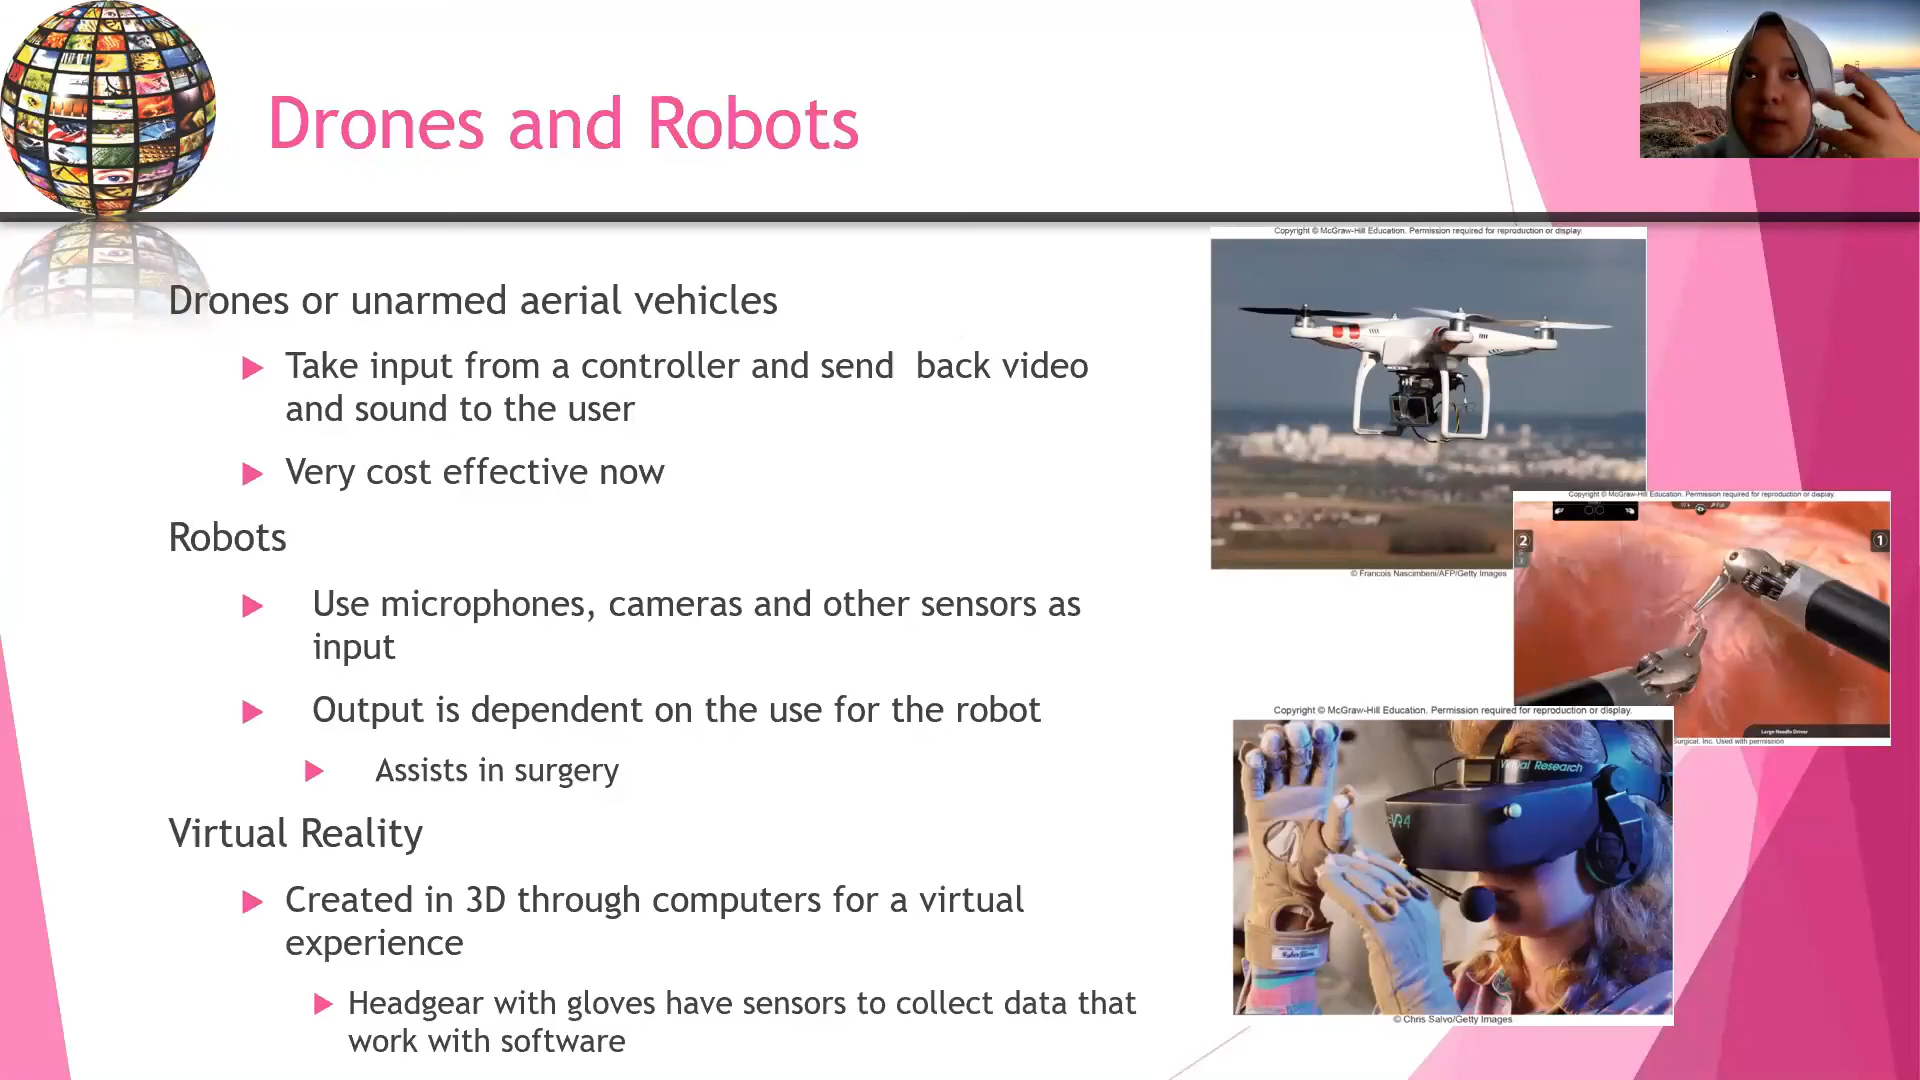 Drones and Robots
Copyright © McGraw-Hill Education. Permission required for reproduction or display.
Drones or unarmed aerial vehicles
Take input from a controller and send back video
and sound to the user
Very cost effective now
© Francois Nascimbeni/AFP/Getty Images
Robots
Use microphones, cameras and other sensors as
input
Output is dependent on the use for the robot
Assists in surgery
Virtual Reality
Created in 3D through computers for a virtual
experience
Headgear with gloves have sensors to collect data that
work with software
Copyright © McGraw-Hill Education. Permission required for reproduction or display.
2
1
Large Needle Driver
Surgical, Inc. Used with permission
Copyright © McGraw-Hill Education. Permission required for reproduction or display.
Research
VR4
© Chris Salvo/Getty Images